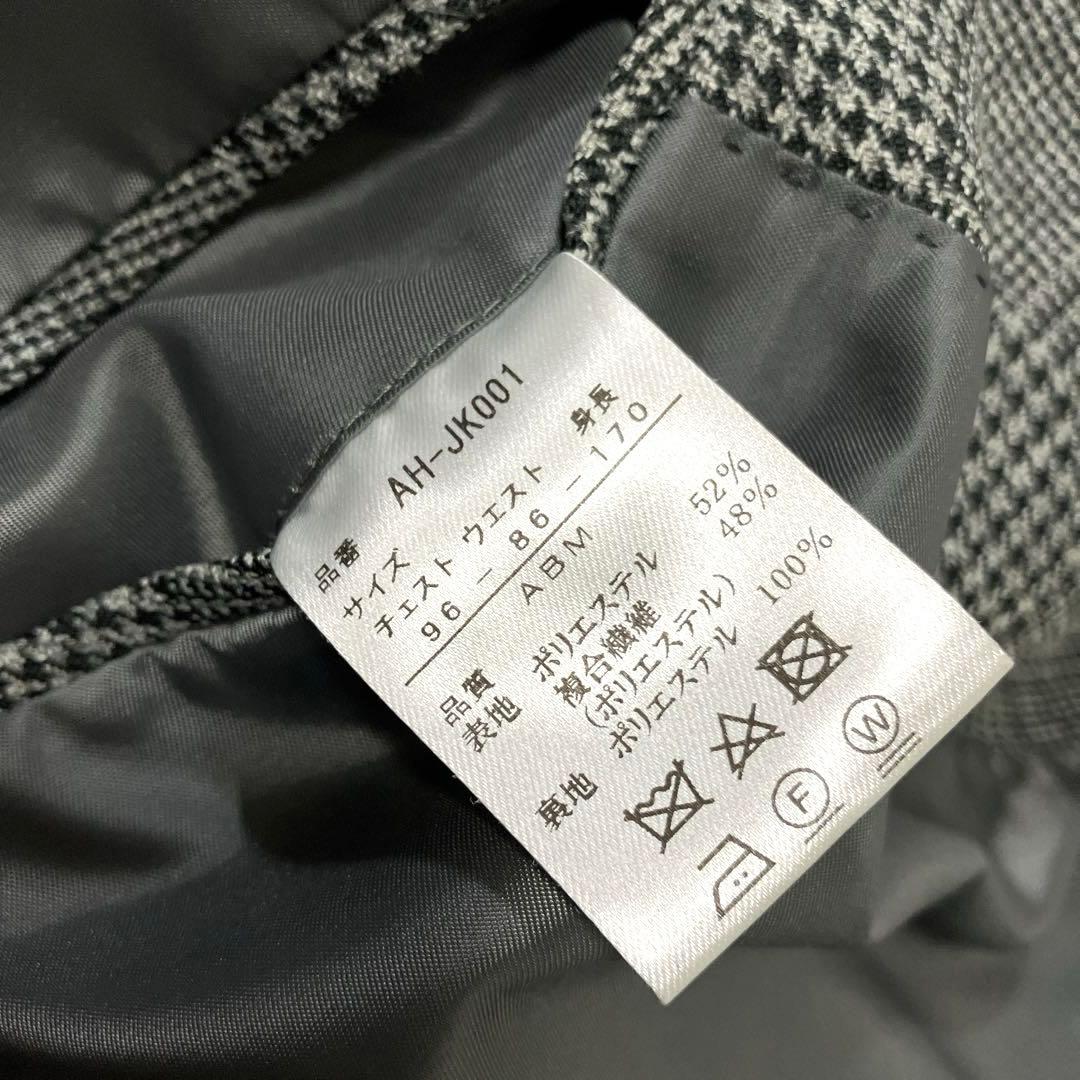 品番 AH-JK001
サイズ
チェスト ウエスト 身長
96 - 86 - 170
ABM
品質
表地 ポリエステル 52%
複合繊維 48%
(ポリエステル)
裏地 ポリエステル 100%
F W